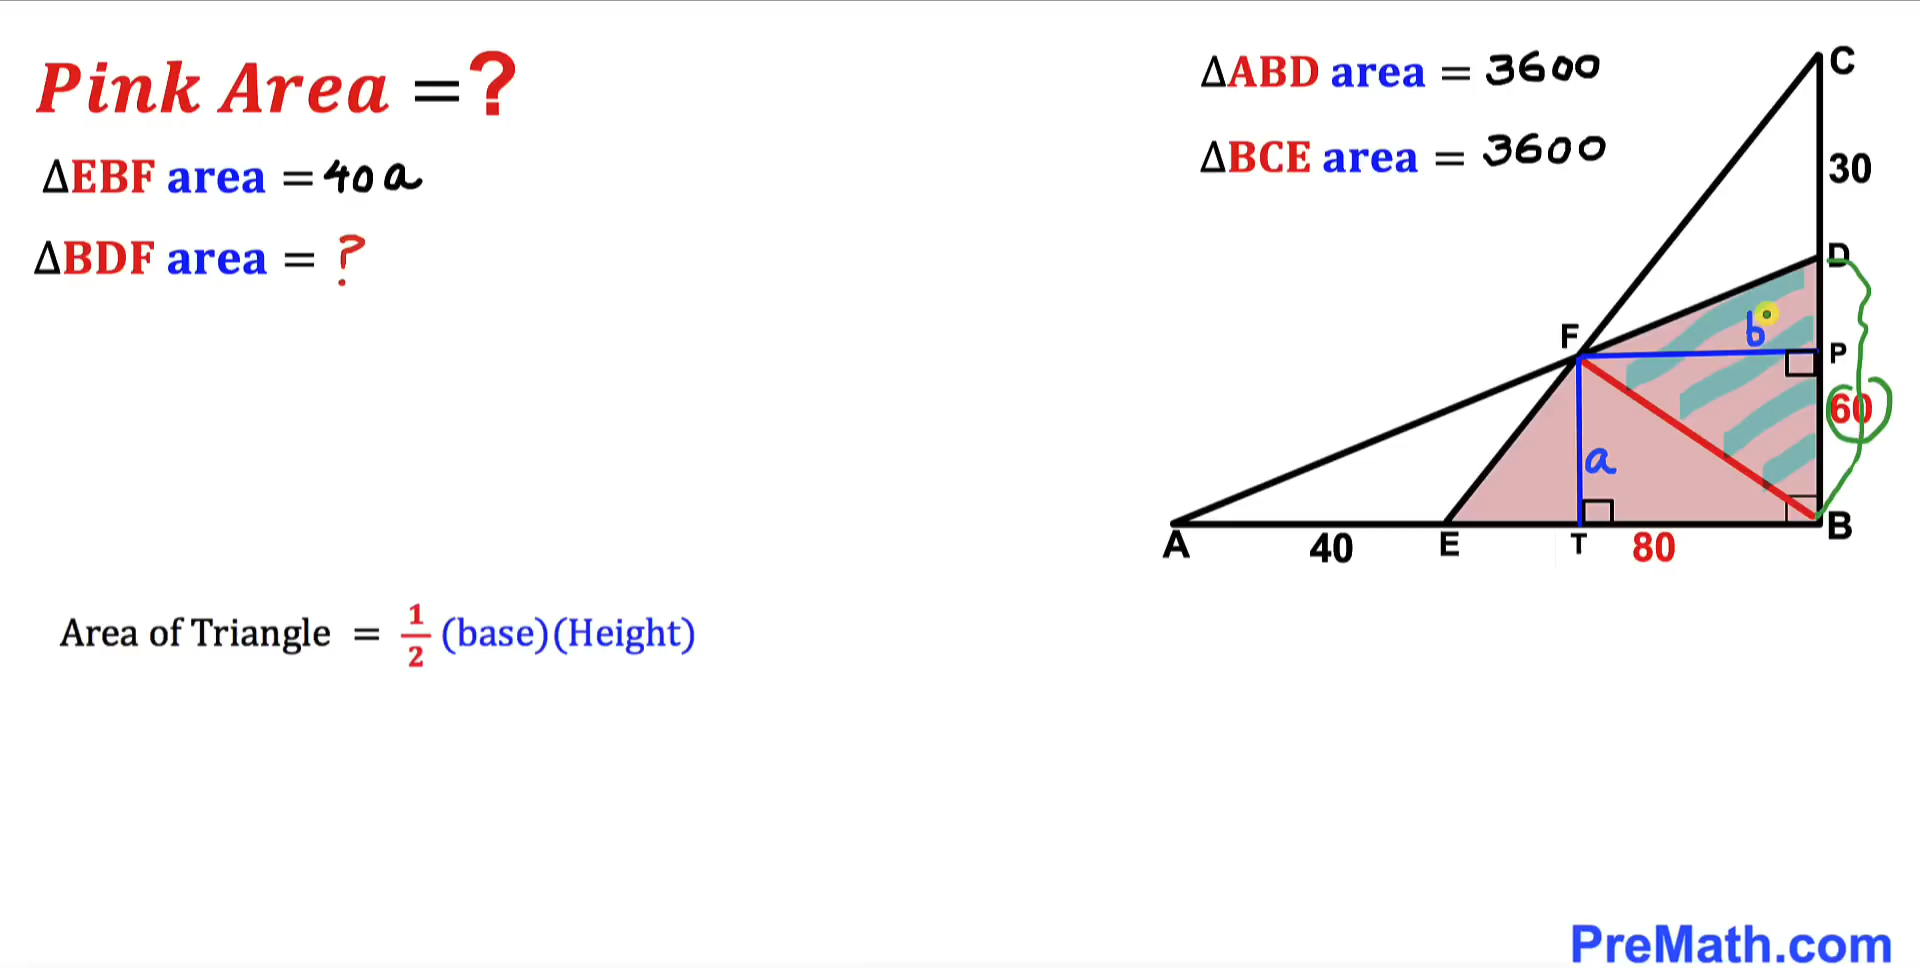 Pink Area = ?
ΔEBF area = 40a
ΔBDF area = ?
Area of Triangle = 1/2 (base)(Height)
ΔABD area = 3600
ΔBCE area = 3600
C
30
D
b
F
P
60
a
A
40
E
T
80
B
PreMath.com